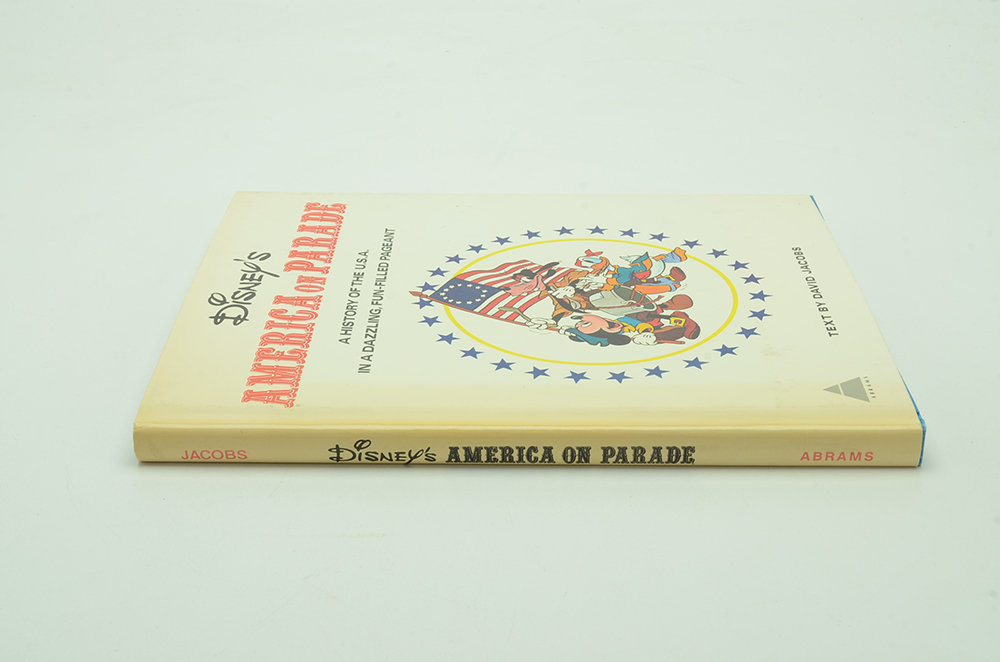 Disney's
AMERICA ON PARADE
A HISTORY OF THE U.S.A.
IN A DAZZLING, FUN-FILLED PAGEANT
TEXT BY DAVID JACOBS
ABRAMS
JACOBS Disney's AMERICA ON PARADE ABRAMS